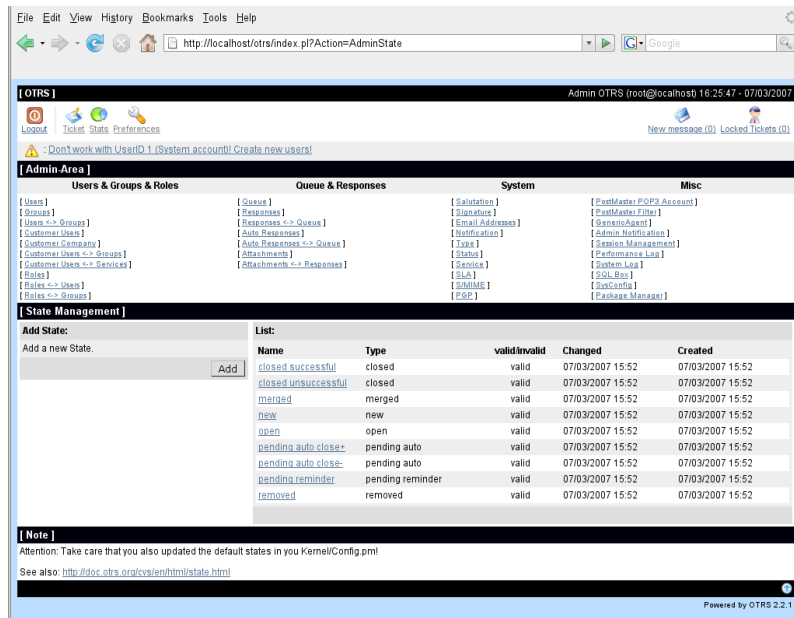 File Edit View History Bookmarks Tools Help
http://localhost/otrs/index.pl?Action=AdminState
G Google
[ OTRS ]
Admin OTRS (root@localhost) 16:25:47 - 07/03/2007
Logout Ticket Stats Preferences
New message (0) Locked Tickets (0)
: Don't work with UserID 1 (System account)! Create new users!
[ Admin-Area ]
Users & Groups & Roles Queue & Responses System Misc
[ Users ] [ Queue ] [ Salutation ] [ PostMaster POP3 Account ]
[ Groups ] [ Responses ] [ Signature ] [ PostMaster Filter ]
[ Users <-> Groups ] [ Responses <-> Queue ] [ Email Addresses ] [ GenericAgent ]
[ Customer Users ] [ Auto Responses ] [ Notification ] [ Admin Notification ]
[ Customer Company ] [ Auto Responses <-> Queue ] [ Type ] [ Session Management ]
[ Customer Users <-> Groups ] [ Attachments ] [ Status ] [ Performance Log ]
[ Customer Users <-> Services ] [ Attachments <-> Responses ] [ Service ] [ System Log ]
[ Roles ] [ SLA ] [ SQL Box ]
[ Roles <-> Users ] [ S/MIME ] [ SysConfig ]
[ Roles <-> Groups ] [ PGP ] [ Package Manager ]
[ State Management ]
Add State:
Add a new State.
Add
List:
Name Type valid/invalid Changed Created
closed successful closed valid 07/03/2007 15:52 07/03/2007 15:52
closed unsuccessful closed valid 07/03/2007 15:52 07/03/2007 15:52
merged merged valid 07/03/2007 15:52 07/03/2007 15:52
new new valid 07/03/2007 15:52 07/03/2007 15:52
open open valid 07/03/2007 15:52 07/03/2007 15:52
pending auto close+ pending auto valid 07/03/2007 15:52 07/03/2007 15:52
pending auto close- pending auto valid 07/03/2007 15:52 07/03/2007 15:52
pending reminder pending reminder valid 07/03/2007 15:52 07/03/2007 15:52
removed removed valid 07/03/2007 15:52 07/03/2007 15:52
[ Note ]
Attention: Take care that you also updated the default states in you Kernel/Config.pm!
See also: http://doc.otrs.org/cvs/en/html/state.html
Powered by OTRS 2.2.1